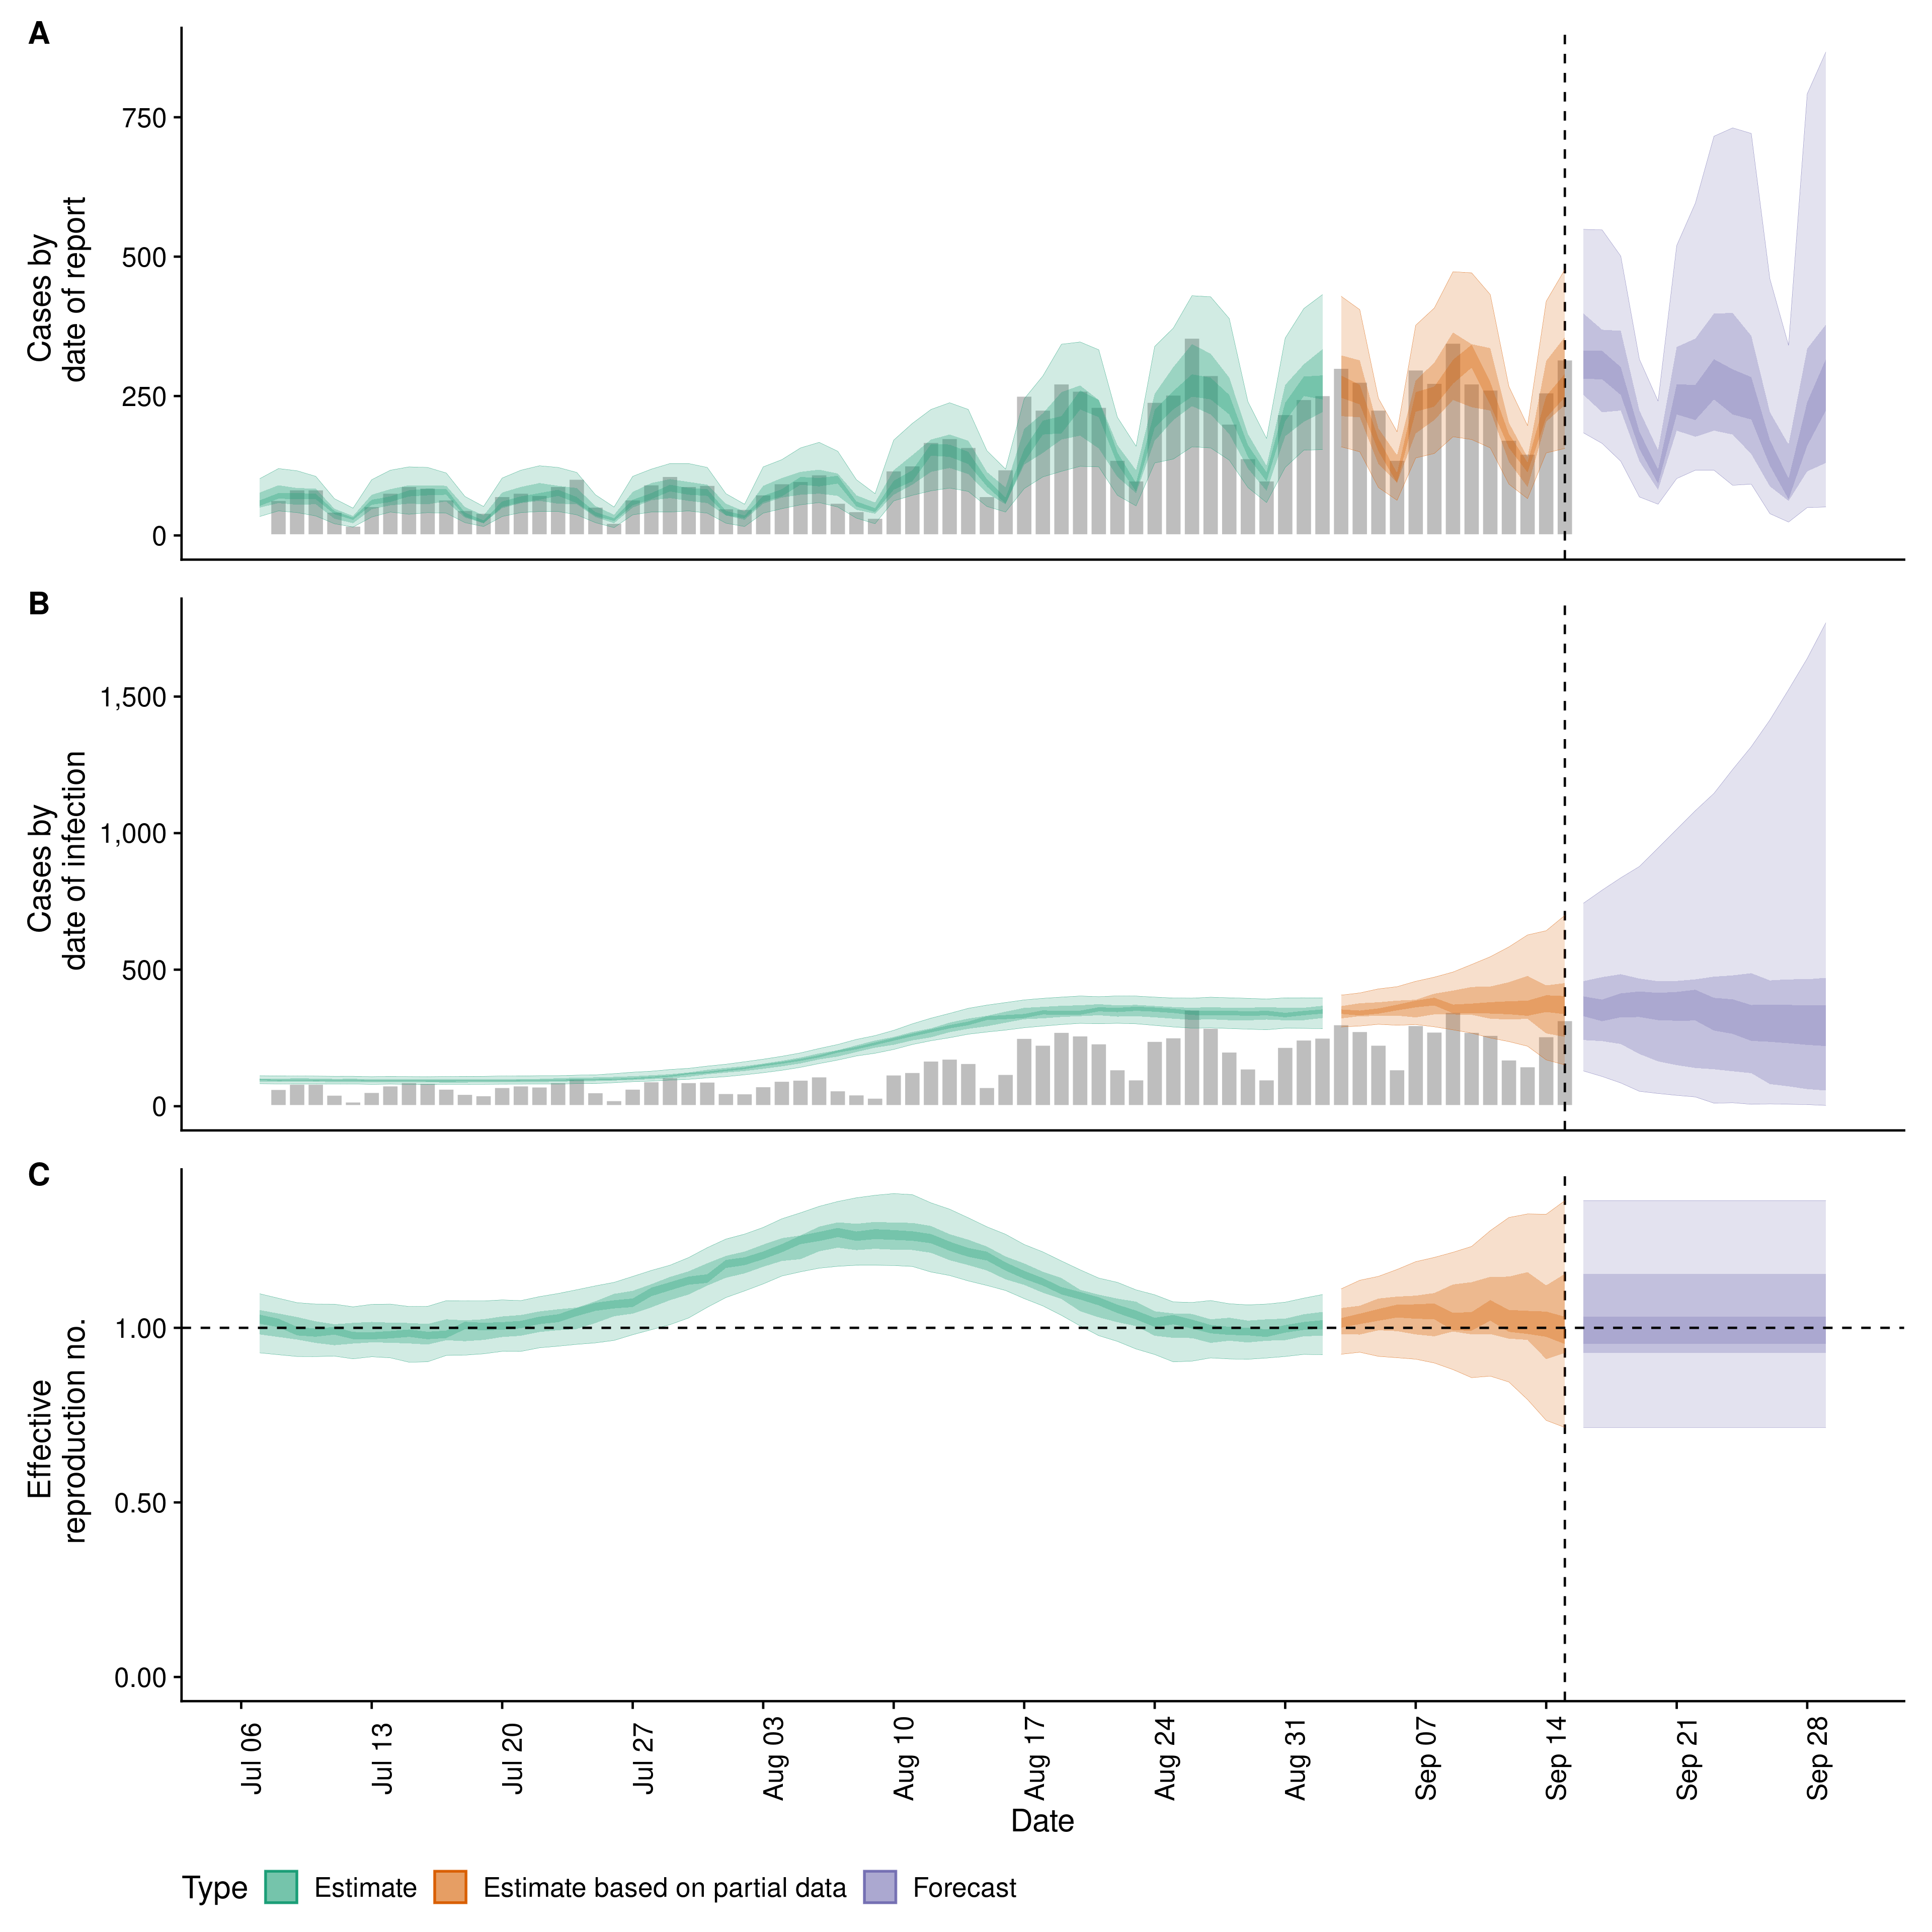 A
Cases by
date of report
750
500
250
0
B
Cases by
date of infection
1,500
1,000
500
0
C
Effective
reproduction no.
1.00
0.50
0.00
Jul 06
Jul 13
Jul 20
Jul 27
Aug 03
Aug 10
Aug 17
Aug 24
Aug 31
Sep 07
Sep 14
Sep 21
Sep 28
Date
Type Estimate Estimate based on partial data Forecast